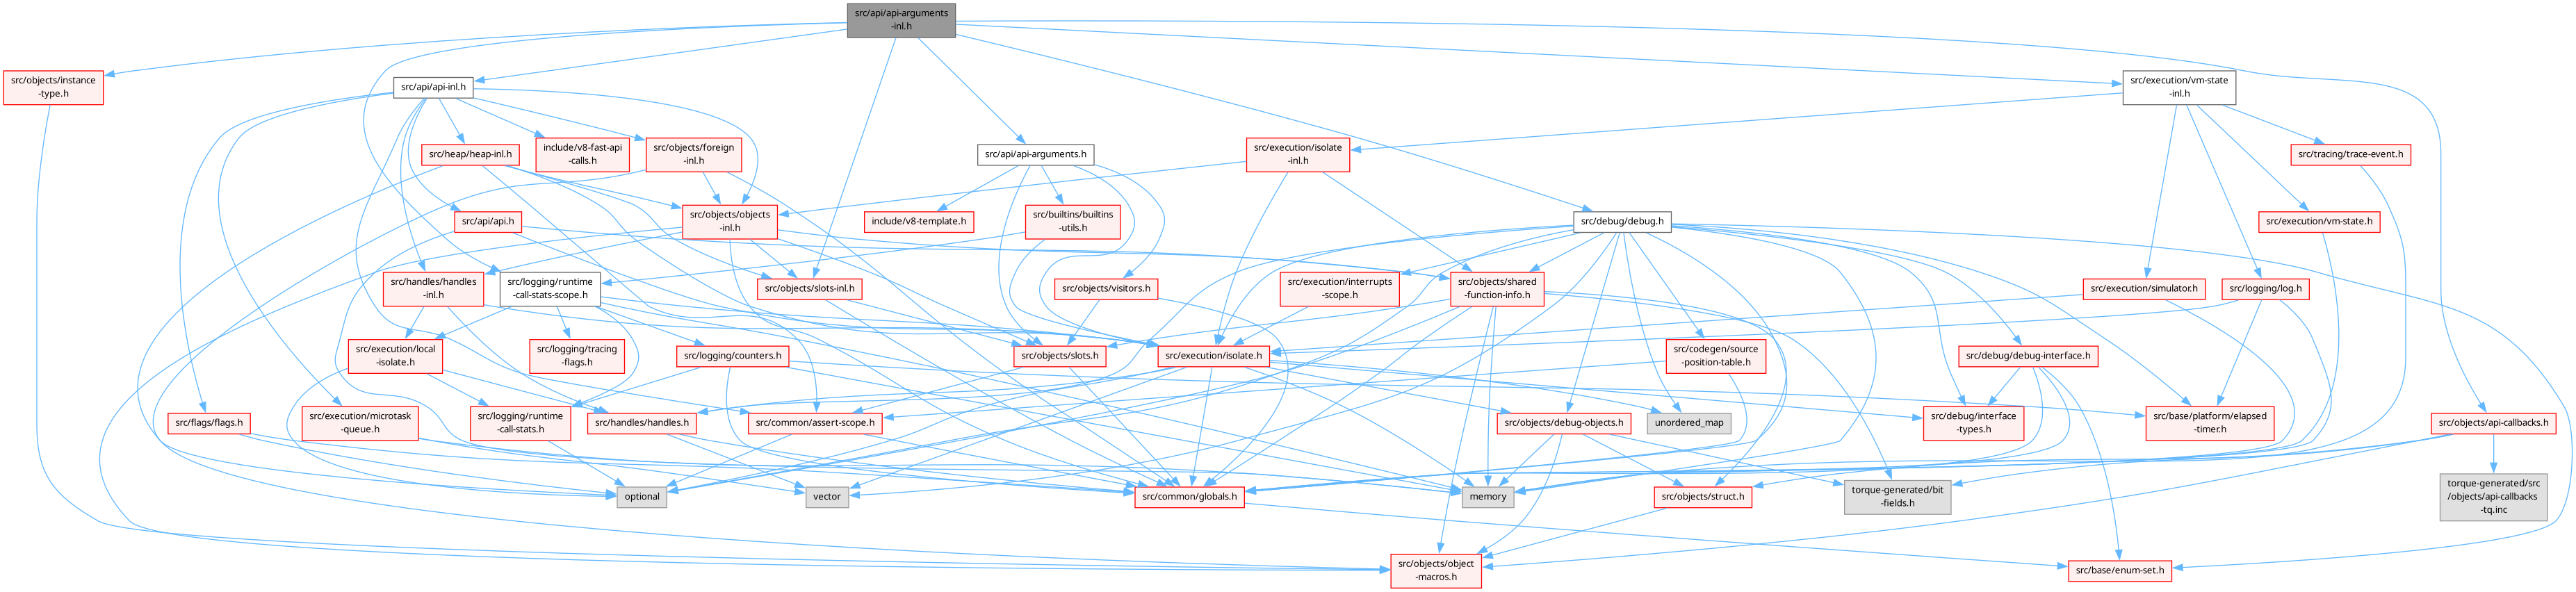 src/api/api-arguments
-inl.h
src/objects/instance
-type.h
src/api/api-inl.h
src/execution/vm-state
-inl.h
src/heap/heap-inl.h
include/v8-fast-api
-calls.h
src/objects/foreign
-inl.h
src/api/api-arguments.h
src/execution/isolate
-inl.h
src/tracing/trace-event.h
src/api/api.h
src/objects/objects
-inl.h
include/v8-template.h
src/builtins/builtins
-utils.h
src/debug/debug.h
src/execution/vm-state.h
src/handles/handles
-inl.h
src/logging/runtime
-call-stats-scope.h
src/objects/slots-inl.h
src/objects/visitors.h
src/execution/interrupts
-scope.h
src/objects/shared
-function-info.h
src/execution/simulator.h
src/logging/log.h
src/execution/local
-isolate.h
src/logging/tracing
-flags.h
src/logging/counters.h
src/objects/slots.h
src/execution/isolate.h
src/codegen/source
-position-table.h
src/debug/debug-interface.h
src/flags/flags.h
src/execution/microtask
-queue.h
src/logging/runtime
-call-stats.h
src/handles/handles.h
src/common/assert-scope.h
src/objects/debug-objects.h
unordered_map
src/debug/interface
-types.h
src/base/platform/elapsed
-timer.h
src/objects/api-callbacks.h
optional
vector
src/common/globals.h
memory
src/objects/struct.h
torque-generated/bit
-fields.h
torque-generated/src
/objects/api-callbacks
-tq.inc
src/objects/object
-macros.h
src/base/enum-set.h